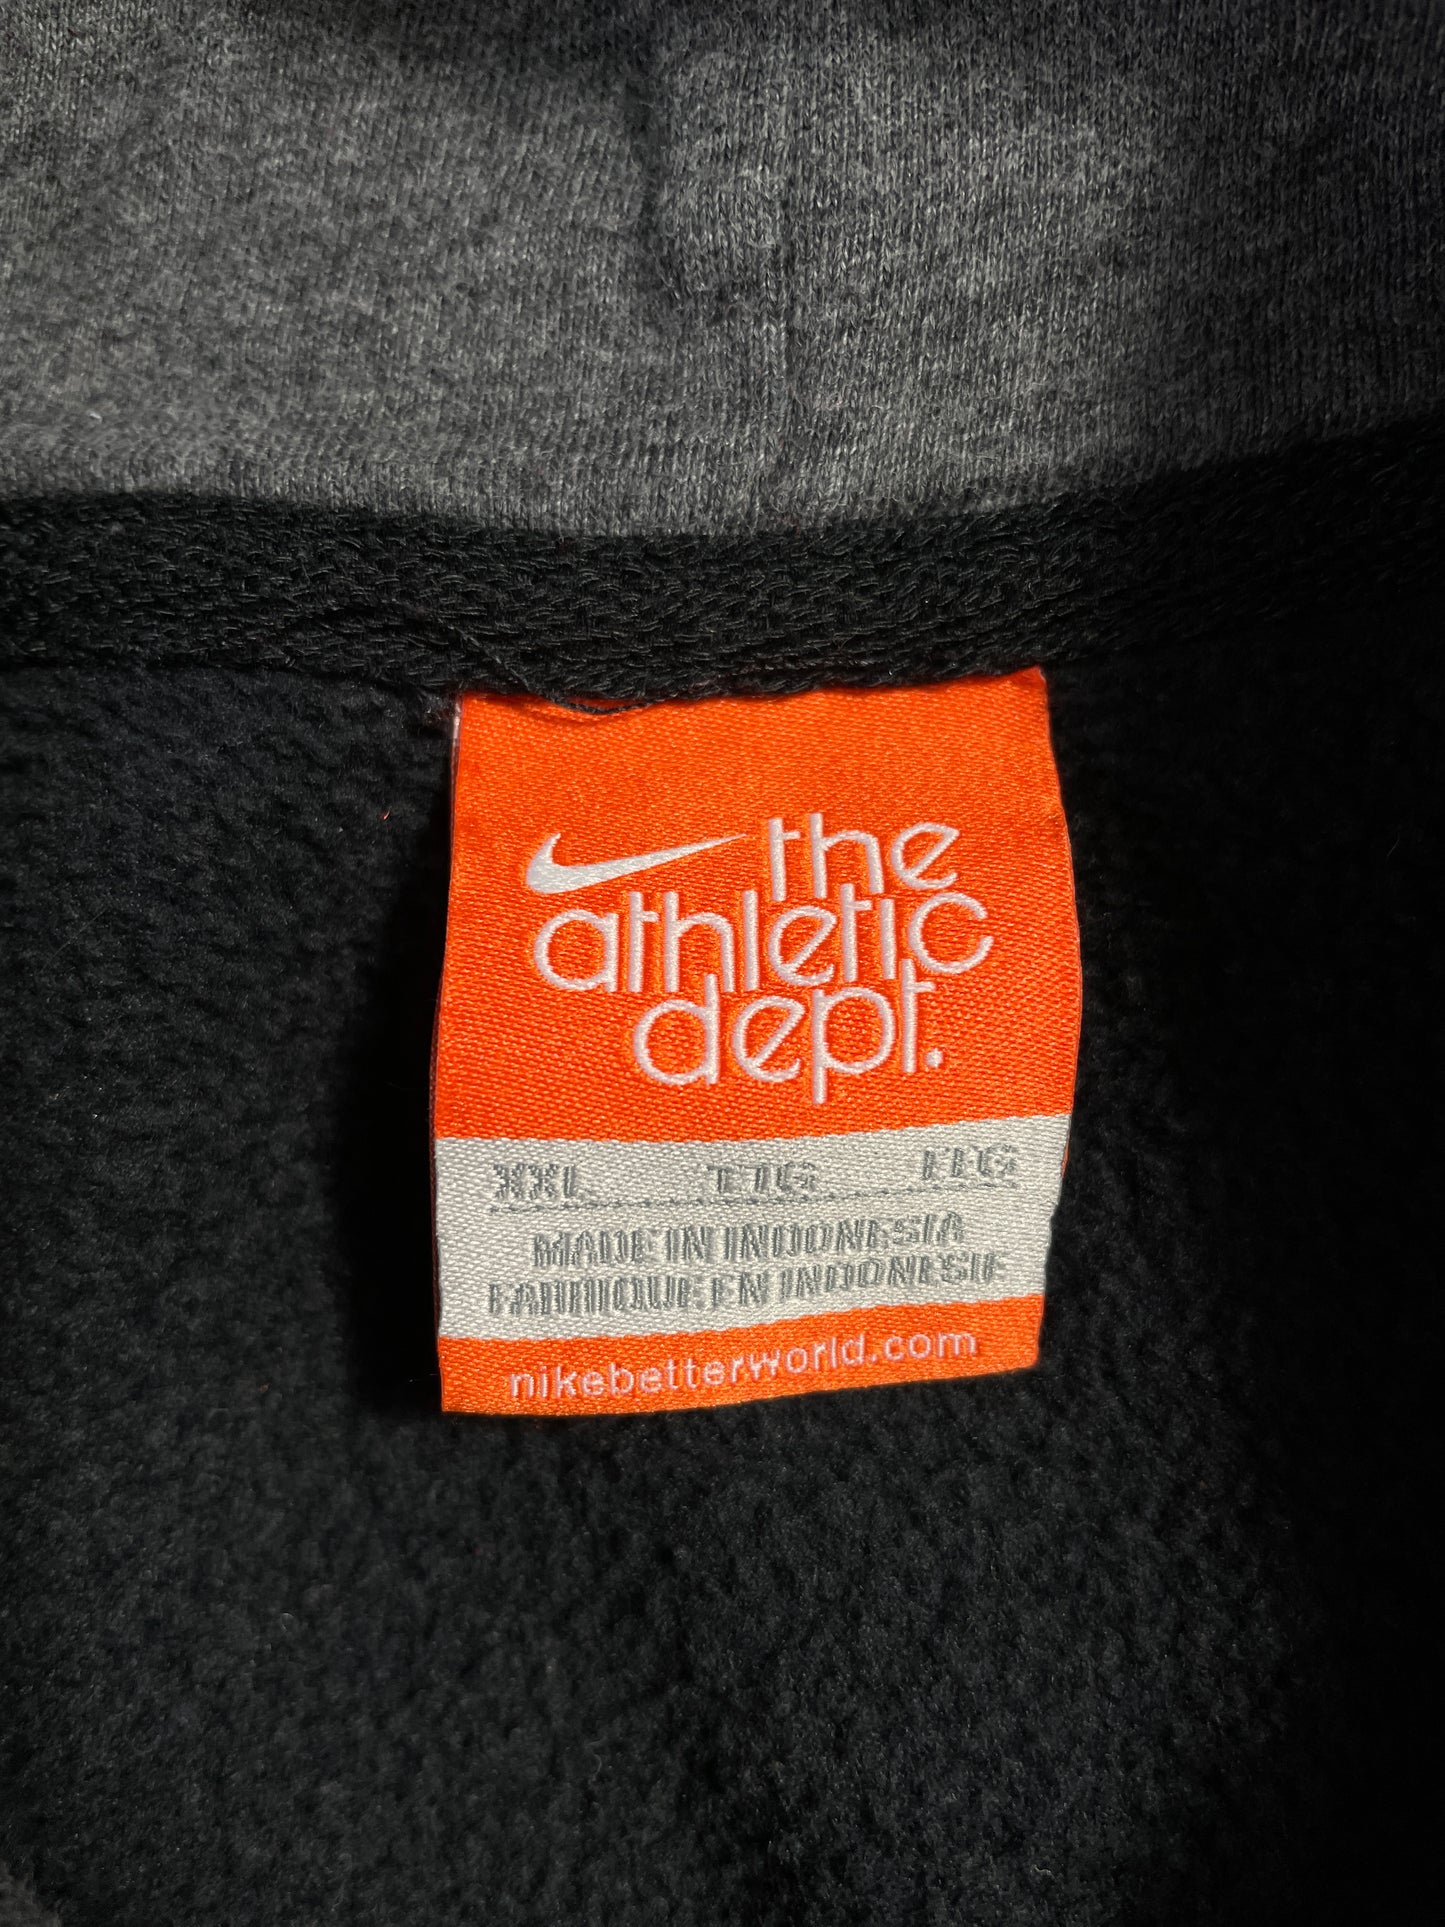 the
athletic
dept.
XXL TTG EEG
MADE IN INDONESIA
FABRIQUE EN INDONESIE
nikebetterworld.com